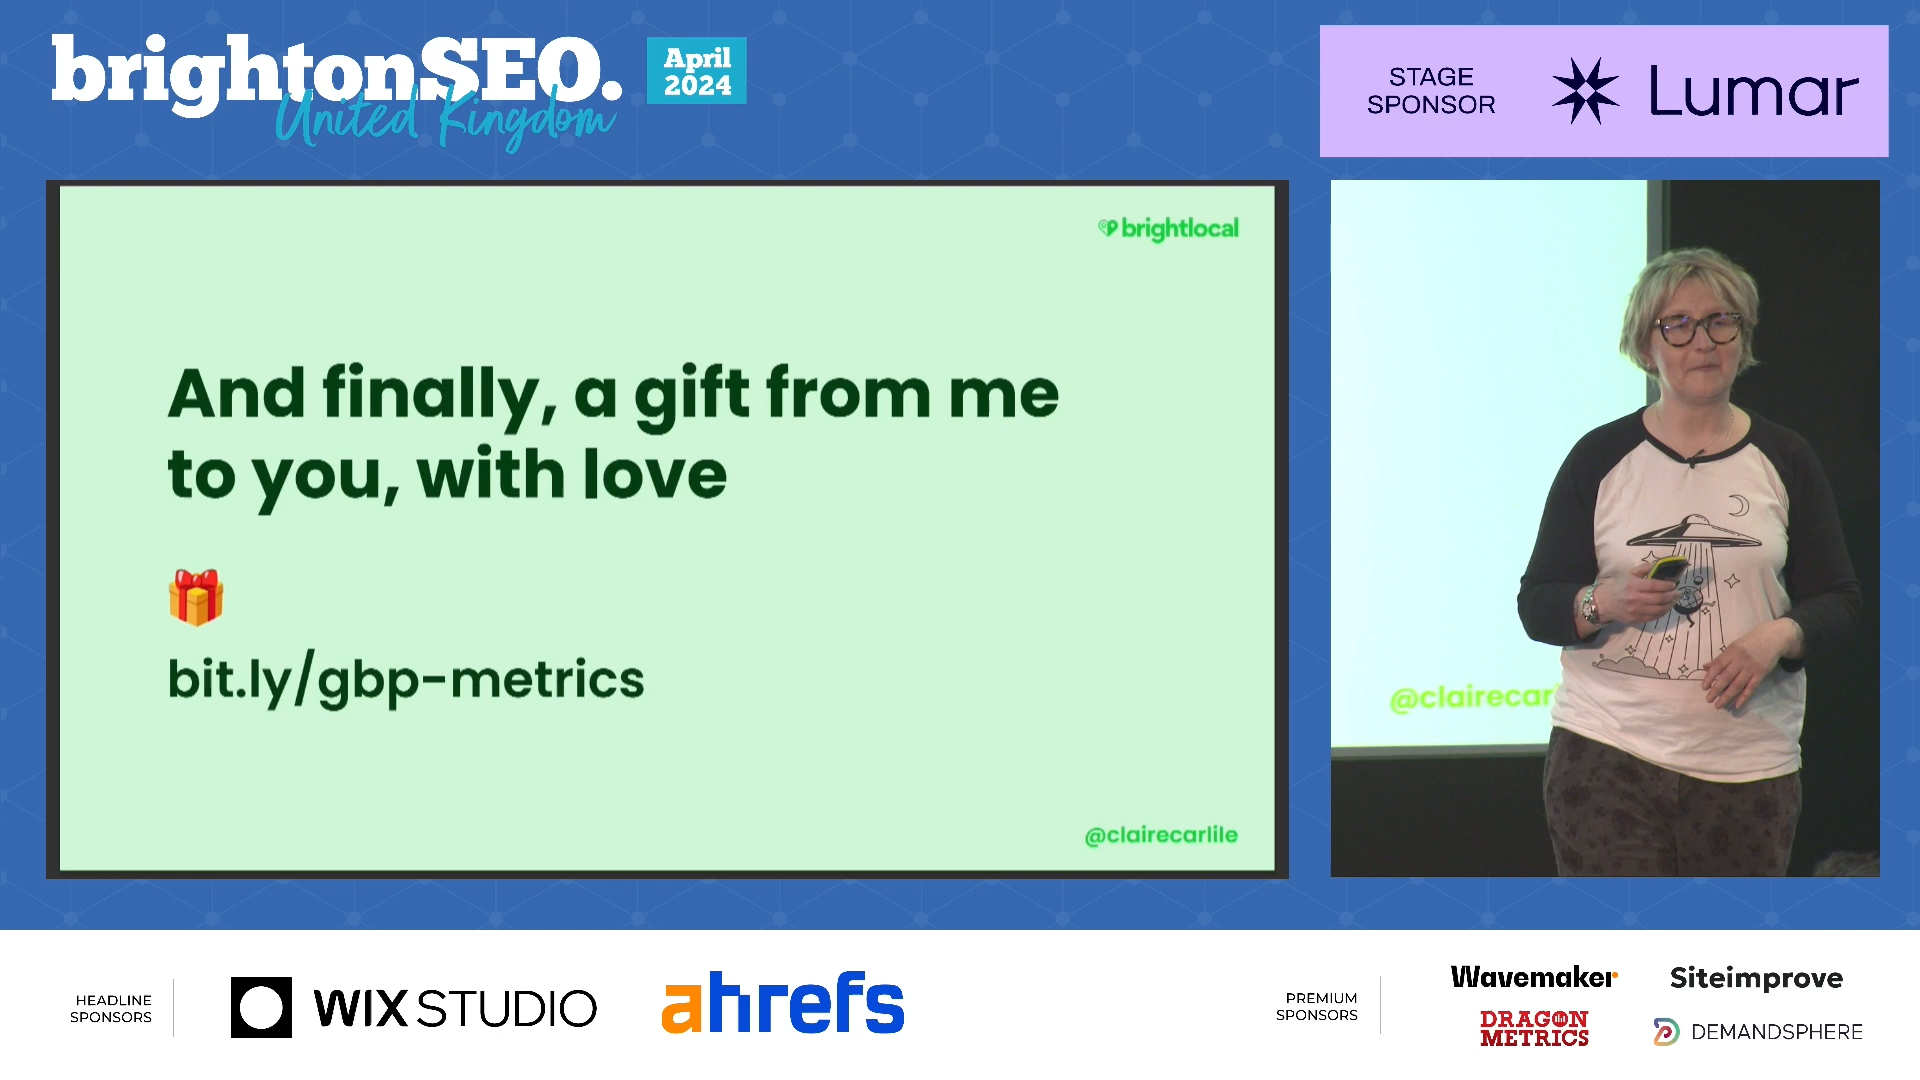 brightonSEO.
United Kingdom
April
2024
STAGE
SPONSOR
Lumar
brightlocal
And finally, a gift from me
to you, with love
bit.ly/gbp-metrics
@clairecarlile
@clairecarl
HEADLINE
SPONSORS
WIX STUDIO
ahrefs
PREMIUM
SPONSORS
Wavemaker
Siteimprove
DRAGON
METRICS
DEMANDSPHERE